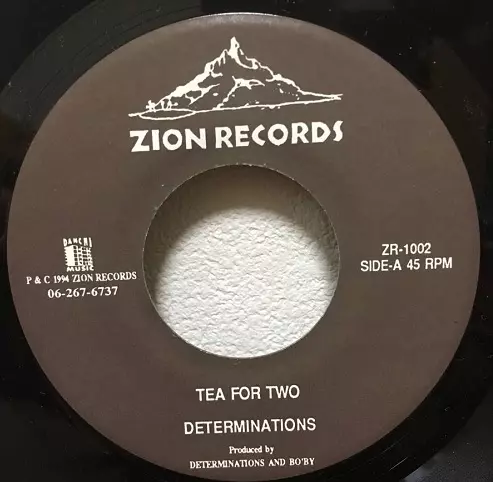 ZION RECORDS
DANCHI
MUSIC
P & C 1994 ZION RECORDS
06-267-6737
ZR-1002
SIDE-A 45 RPM
TEA FOR TWO
DETERMINATIONS
Produced by
DETERMINATIONS AND BO'BY